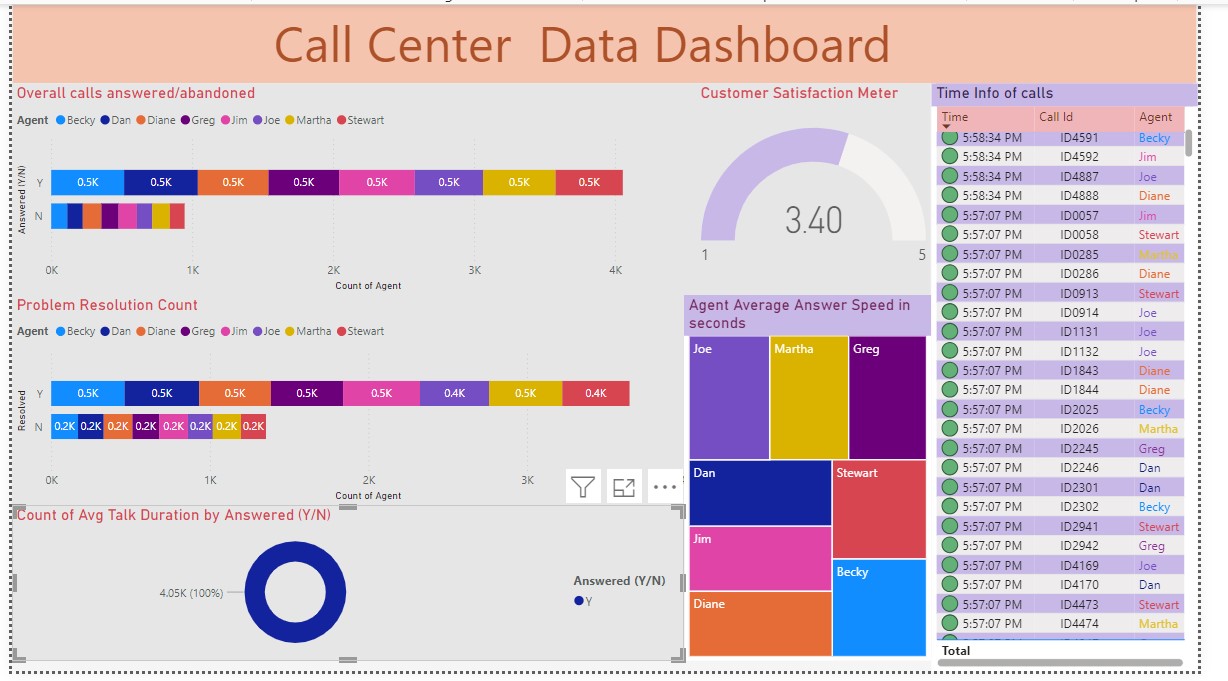 Call Center  Data Dashboard
Overall calls answered/abandoned
Agent Becky Dan Diane Greg Jim Joe Martha Stewart
Answered (Y/N)
Y 0.5K 0.5K 0.5K 0.5K 0.5K 0.5K 0.5K 0.5K
N
0K 1K 2K 3K 4K
Count of Agent
Problem Resolution Count
Agent Becky Dan Diane Greg Jim Joe Martha Stewart
Resolved
Y 0.5K 0.5K 0.5K 0.5K 0.5K 0.4K 0.5K 0.4K
N 0.2K 0.2K 0.2K 0.2K 0.2K 0.2K 0.2K 0.2K
0K 1K 2K 3K
Count of Agent
Count of Avg Talk Duration by Answered (Y/N)
4.05K (100%)
Answered (Y/N)
Y
Customer Satisfaction Meter
3.40
1 5
Agent Average Answer Speed in
seconds
Joe Martha Greg
Dan Stewart
Jim
Becky
Diane
Time Info of calls
Time Call Id Agent
5:58:34 PM ID4591 Becky
5:58:34 PM ID4592 Jim
5:58:34 PM ID4887 Joe
5:58:34 PM ID4888 Diane
5:57:07 PM ID0057 Jim
5:57:07 PM ID0058 Stewart
5:57:07 PM ID0285 Martha
5:57:07 PM ID0286 Diane
5:57:07 PM ID0913 Stewart
5:57:07 PM ID0914 Joe
5:57:07 PM ID1131 Joe
5:57:07 PM ID1132 Joe
5:57:07 PM ID1843 Diane
5:57:07 PM ID1844 Diane
5:57:07 PM ID2025 Becky
5:57:07 PM ID2026 Martha
5:57:07 PM ID2245 Greg
5:57:07 PM ID2246 Dan
5:57:07 PM ID2301 Dan
5:57:07 PM ID2302 Becky
5:57:07 PM ID2941 Stewart
5:57:07 PM ID2942 Greg
5:57:07 PM ID4169 Joe
5:57:07 PM ID4170 Dan
5:57:07 PM ID4473 Stewart
5:57:07 PM ID4474 Martha
Total